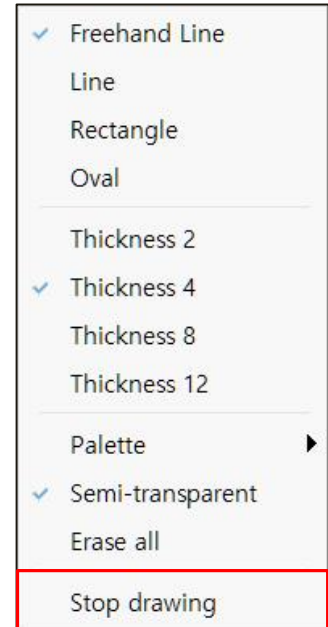 Freehand Line
Line
Rectangle
Oval
Thickness 2
Thickness 4
Thickness 8
Thickness 12
Palette
Semi-transparent
Erase all
Stop drawing